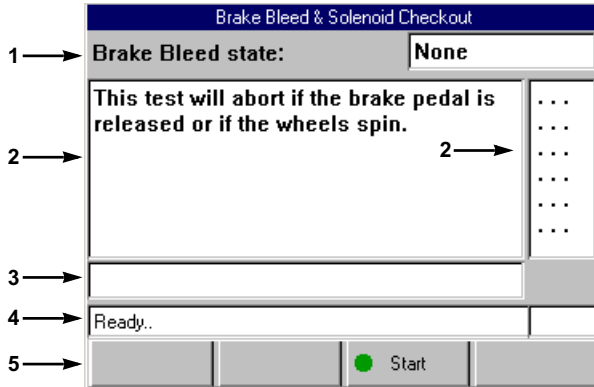 Brake Bleed & Solenoid Checkout
1
Brake Bleed state:
None
2
This test will abort if the brake pedal is
released or if the wheels spin.
2
. . .
. . .
. . .
. . .
. . .
. . .
3
4
Ready..
5
Start